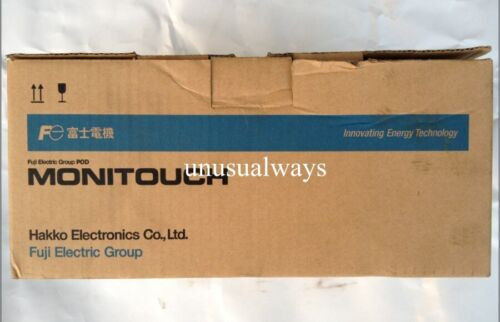 Fe 富士電機
Innovating Energy Technology
Fuji Electric Group POD
MONITOUCH
unusualways
Hakko Electronics Co.,Ltd.
Fuji Electric Group